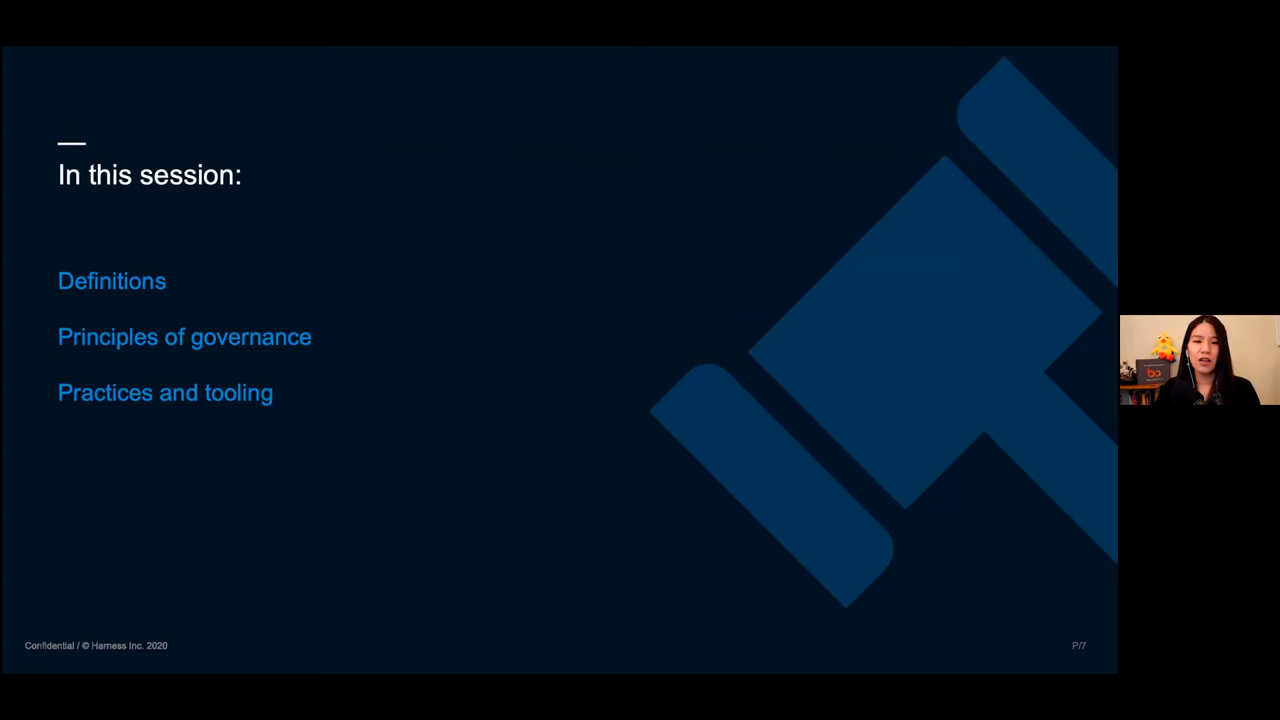 In this session:
Definitions
Principles of governance
Practices and tooling
Confidential / © Harness Inc. 2020
P/7